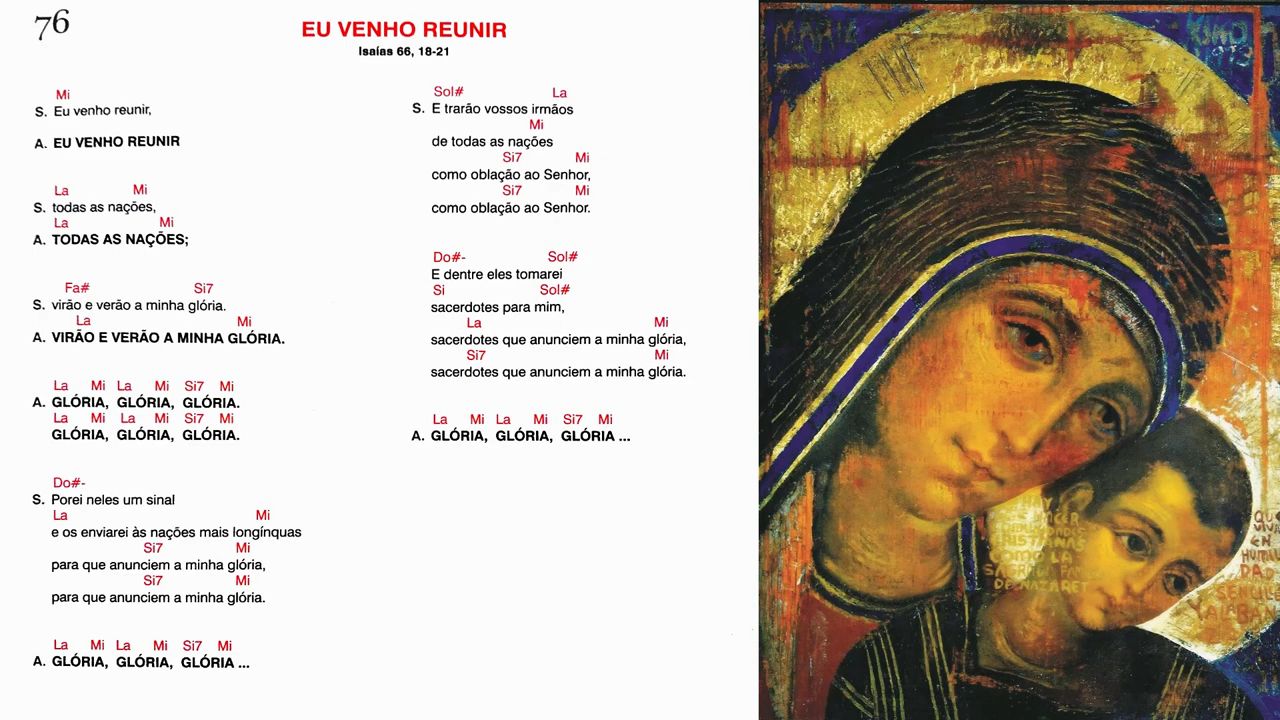 76
EU VENHO REUNIR
Isaías 66, 18-21
Mi
S. Eu venho reunir,
A. EU VENHO REUNIR
La Mi
S. todas as nações,
La Mi
A. TODAS AS NAÇÕES;
Fa# Si7
S. virão e verão a minha glória.
La Mi
A. VIRÃO E VERÃO A MINHA GLÓRIA.
La Mi La Mi Si7 Mi
A. GLÓRIA, GLÓRIA, GLÓRIA.
La Mi La Mi Si7 Mi
GLÓRIA, GLÓRIA, GLÓRIA.
Do#-
S. Porei neles um sinal
La Mi
e os enviarei às nações mais longínquas
Si7 Mi
para que anunciem a minha glória,
Si7 Mi
para que anunciem a minha glória.
La Mi La Mi Si7 Mi
A. GLÓRIA, GLÓRIA, GLÓRIA ...
Sol# La
S. E trarão vossos irmãos
Mi
de todas as nações
Si7 Mi
como oblação ao Senhor,
Si7 Mi
como oblação ao Senhor.
Do#- Sol#
E dentre eles tomarei
Si Sol#
sacerdotes para mim,
La Mi
sacerdotes que anunciem a minha glória,
Si7 Mi
sacerdotes que anunciem a minha glória.
La Mi La Mi Si7 Mi
A. GLÓRIA, GLÓRIA, GLÓRIA ...
COMO LA
DE NAZARET
EN